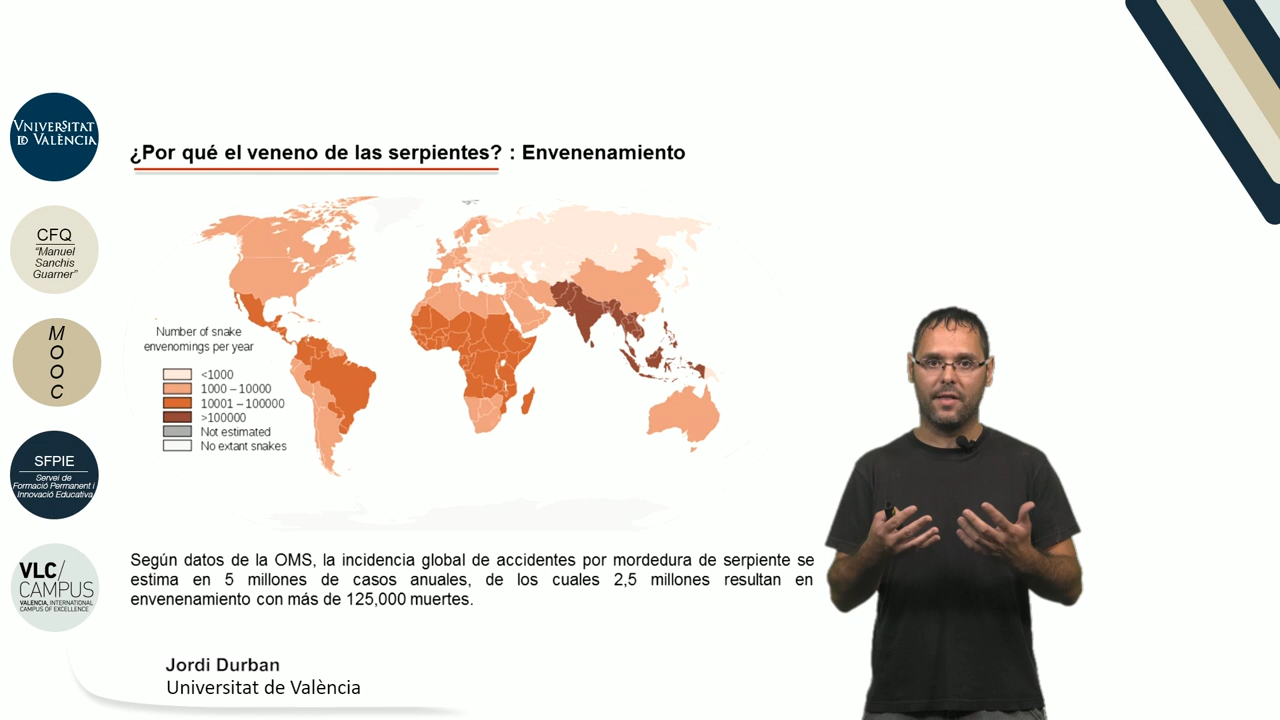 VNIVERSITAT
ID VALÈNCIA
CFQ
"Manuel
Sanchis
Guarner"
M
O
O
C
SFPIE
Servei de
Formació Permanent i
Innovació Educativa
VLC/
CAMPUS
VALENCIA, INTERNATIONAL
CAMPUS OF EXCELLENCE
¿Por qué el veneno de las serpientes? : Envenenamiento
Number of snake
envenomings per year
<1000
1000 – 10000
10001 – 100000
>100000
Not estimated
No extant snakes
Según datos de la OMS, la incidencia global de accidentes por mordedura de serpiente se
estima en 5 millones de casos anuales, de los cuales 2,5 millones resultan en
envenenamiento con más de 125,000 muertes.
Jordi Durban
Universitat de València